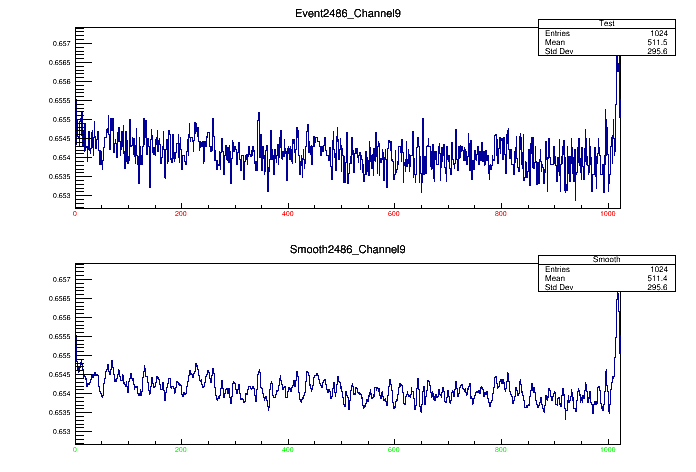 Event2486_Channel9
Test
Entries 1024
Mean 511.5
Std Dev 295.6
0.657
0.6565
0.656
0.6555
0.655
0.6545
0.654
0.6535
0.653
0 200 400 600 800 1000
Smooth2486_Channel9
Smooth
Entries 1024
Mean 511.4
Std Dev 295.6
0.657
0.6565
0.656
0.6555
0.655
0.6545
0.654
0.6535
0.653
0 200 400 600 800 1000